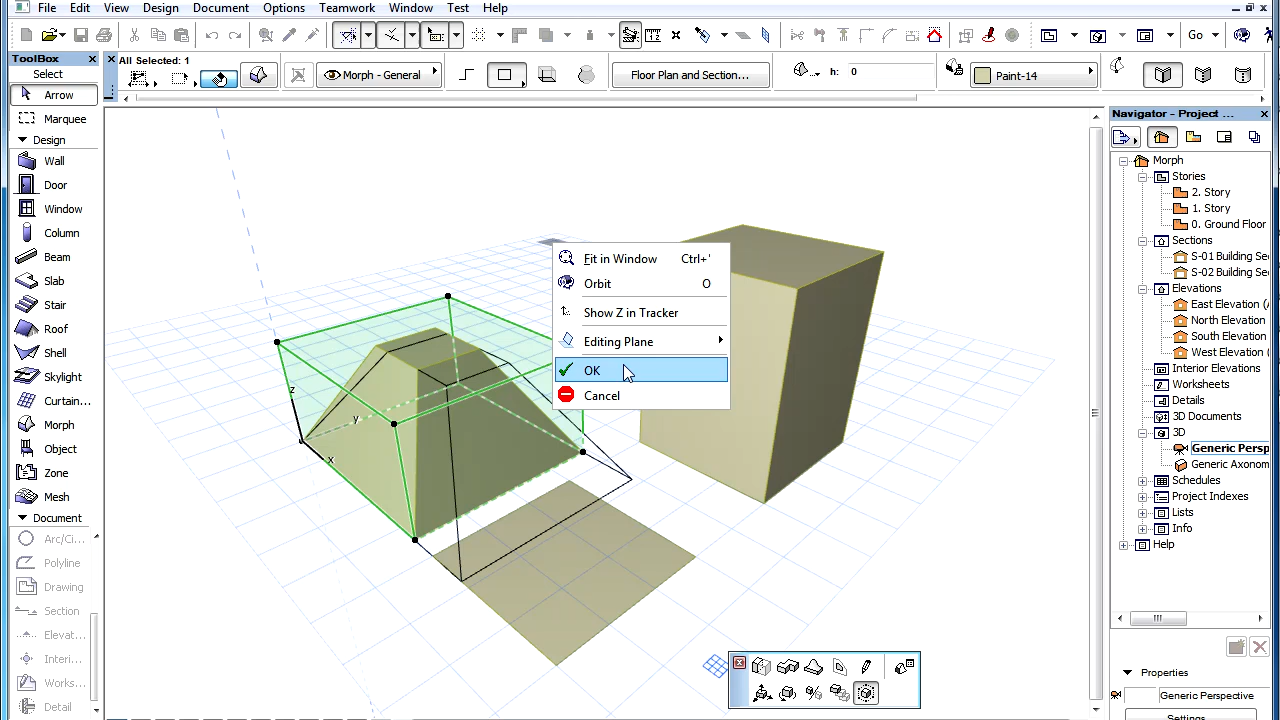 File Edit View Design Document Options Teamwork Window Test Help
Go
ToolBox
Select
Arrow
Marquee
Design
Wall
Door
Window
Column
Beam
Slab
Stair
Roof
Shell
Skylight
Curtain...
Morph
Object
Zone
Mesh
Document
Arc/Ci...
Polyline
Drawing
Section
Elevat...
Interi...
Works...
Detail
All Selected: 1
Morph - General
Floor Plan and Section...
h: 0
Paint-14
z
y
x
Fit in Window Ctrl+'
Orbit O
Show Z in Tracker
Editing Plane
OK
Cancel
Navigator - Project ...
Morph
Stories
2. Story
1. Story
0. Ground Floor
Sections
S-01 Building Se
S-02 Building Se
Elevations
East Elevation (A
North Elevation
South Elevation
West Elevation (
Interior Elevations
Worksheets
Details
3D Documents
3D
Generic Persp
Generic Axonom
Schedules
Project Indexes
Lists
Info
Help
Properties
Generic Perspective
Settings...